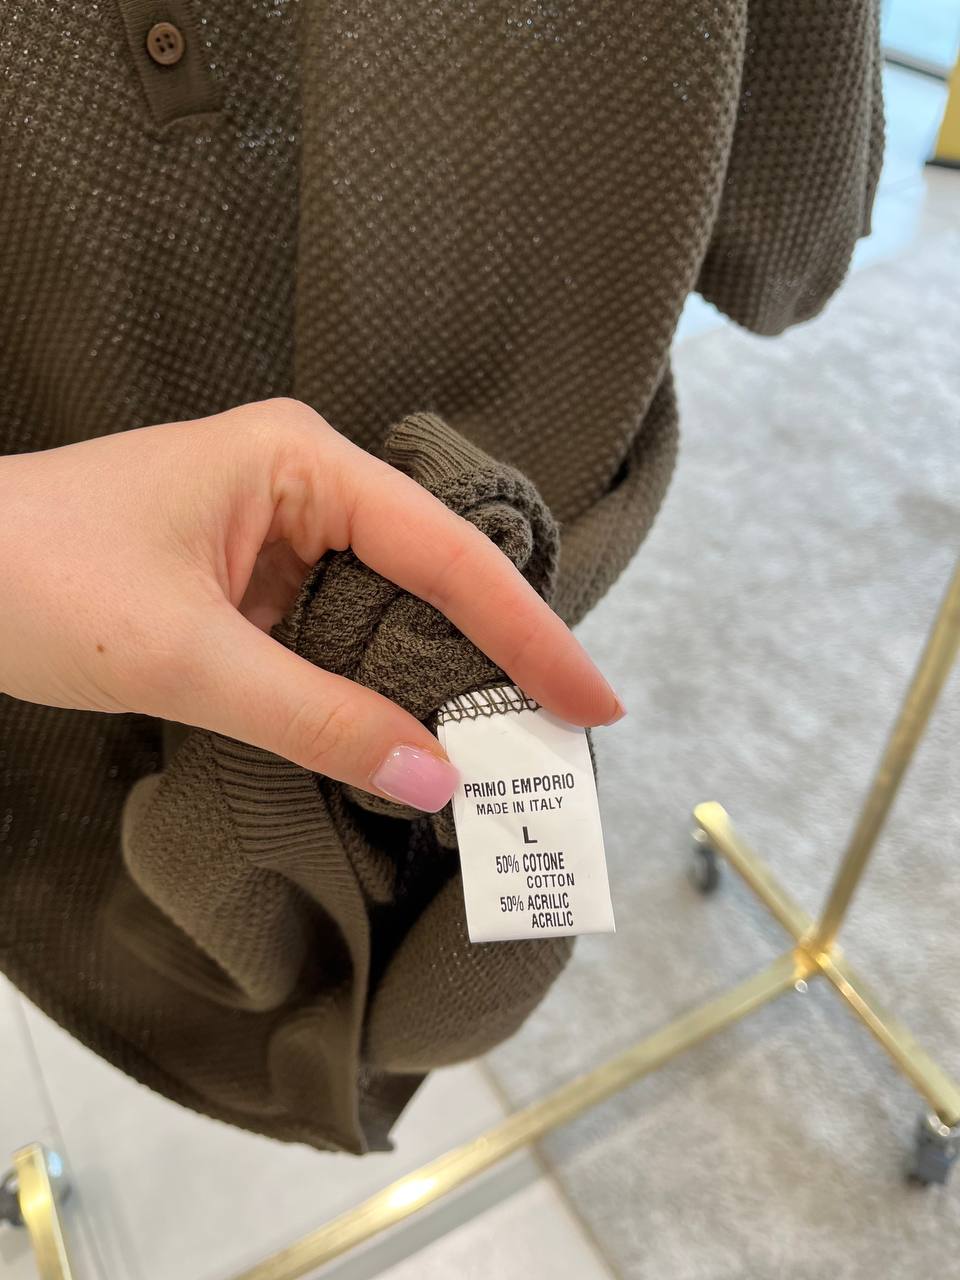 PRIMO EMPORIO
MADE IN ITALY
L
50% COTONE
COTTON
50% ACRILIC
ACRILIC